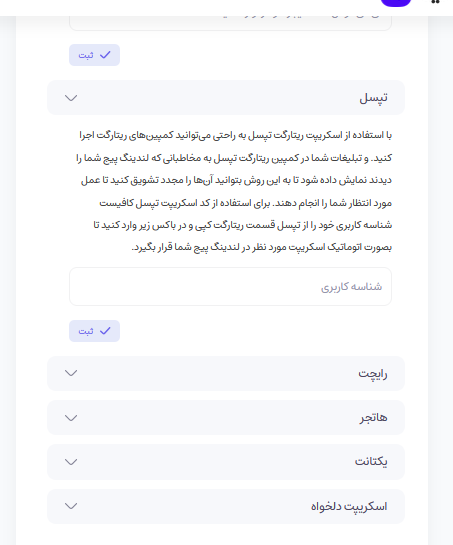 ثبت
تپسل
با استفاده از اسکریپت ریتارگت تپسل به راحتی می‌توانید کمپین‌های ریتارگت اجرا
کنید. و تبلیغات شما در کمپین ریتارگت تپسل به مخاطبانی که لندینگ پیج شما را
دیدند نمایش داده شود تا به این روش بتوانید آن‌ها را مجدد تشویق کنید تا عمل
مورد انتظار شما را انجام دهند. برای استفاده از کد اسکریپت تپسل کافیست
شناسه کاربری خود را از تپسل قسمت ریتارگت کپی و در باکس زیر وارد کنید تا
بصورت اتوماتیک اسکریپت مورد نظر در لندینگ پیج شما قرار بگیرد.
شناسه کاربری
ثبت
رایچت
هاتجر
یکتانت
اسکریپت دلخواه